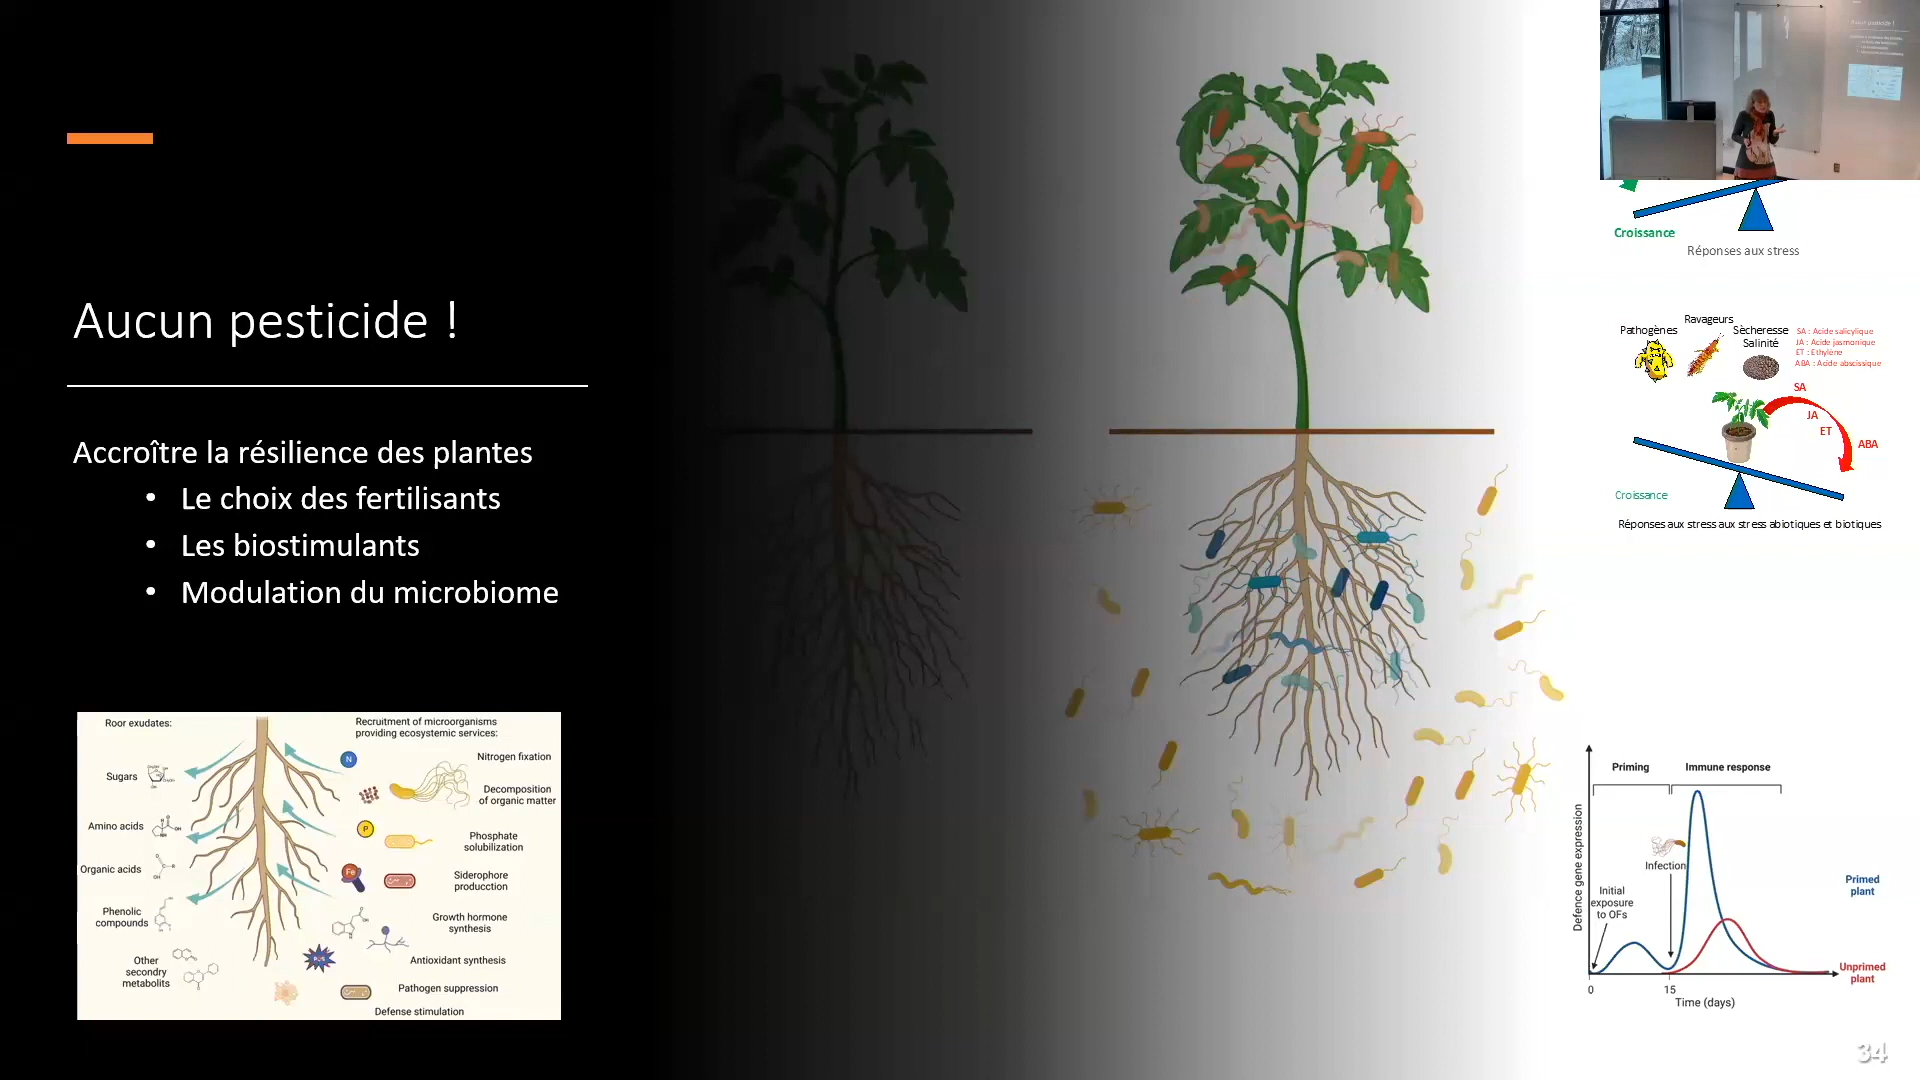 Aucun pesticide !
Accroître la résilience des plantes
• Le choix des fertilisants
• Les biostimulants
• Modulation du microbiome
Roor exudates:
Sugars
Amino acids
Organic acids
Phenolic
compounds
Other
secondry
metabolits
Recruitment of microorganisms
providing ecosystemic services:
N
Nitrogen fixation
Decomposition
of organic matter
P
Phosphate
solubilization
Fe
Siderophore
producction
Growth hormone
synthesis
ROS
Antioxidant synthesis
Pathogen suppression
Defense stimulation
Aucun pesticide !
Croissance
Réponses aux stress
Pathogènes
Ravageurs
Sècheresse
Salinité
SA : Acide salicylique
JA : Acide jasmonique
ET : Ethylène
ABA : Acide abscissique
SA
JA
ET
ABA
Croissance
Réponses aux stress aux stress abiotiques et biotiques
Priming
Immune response
Defence gene expression
Infection
Initial
exposure
to OFs
Primed
plant
Unprimed
plant
0
15
Time (days)
34